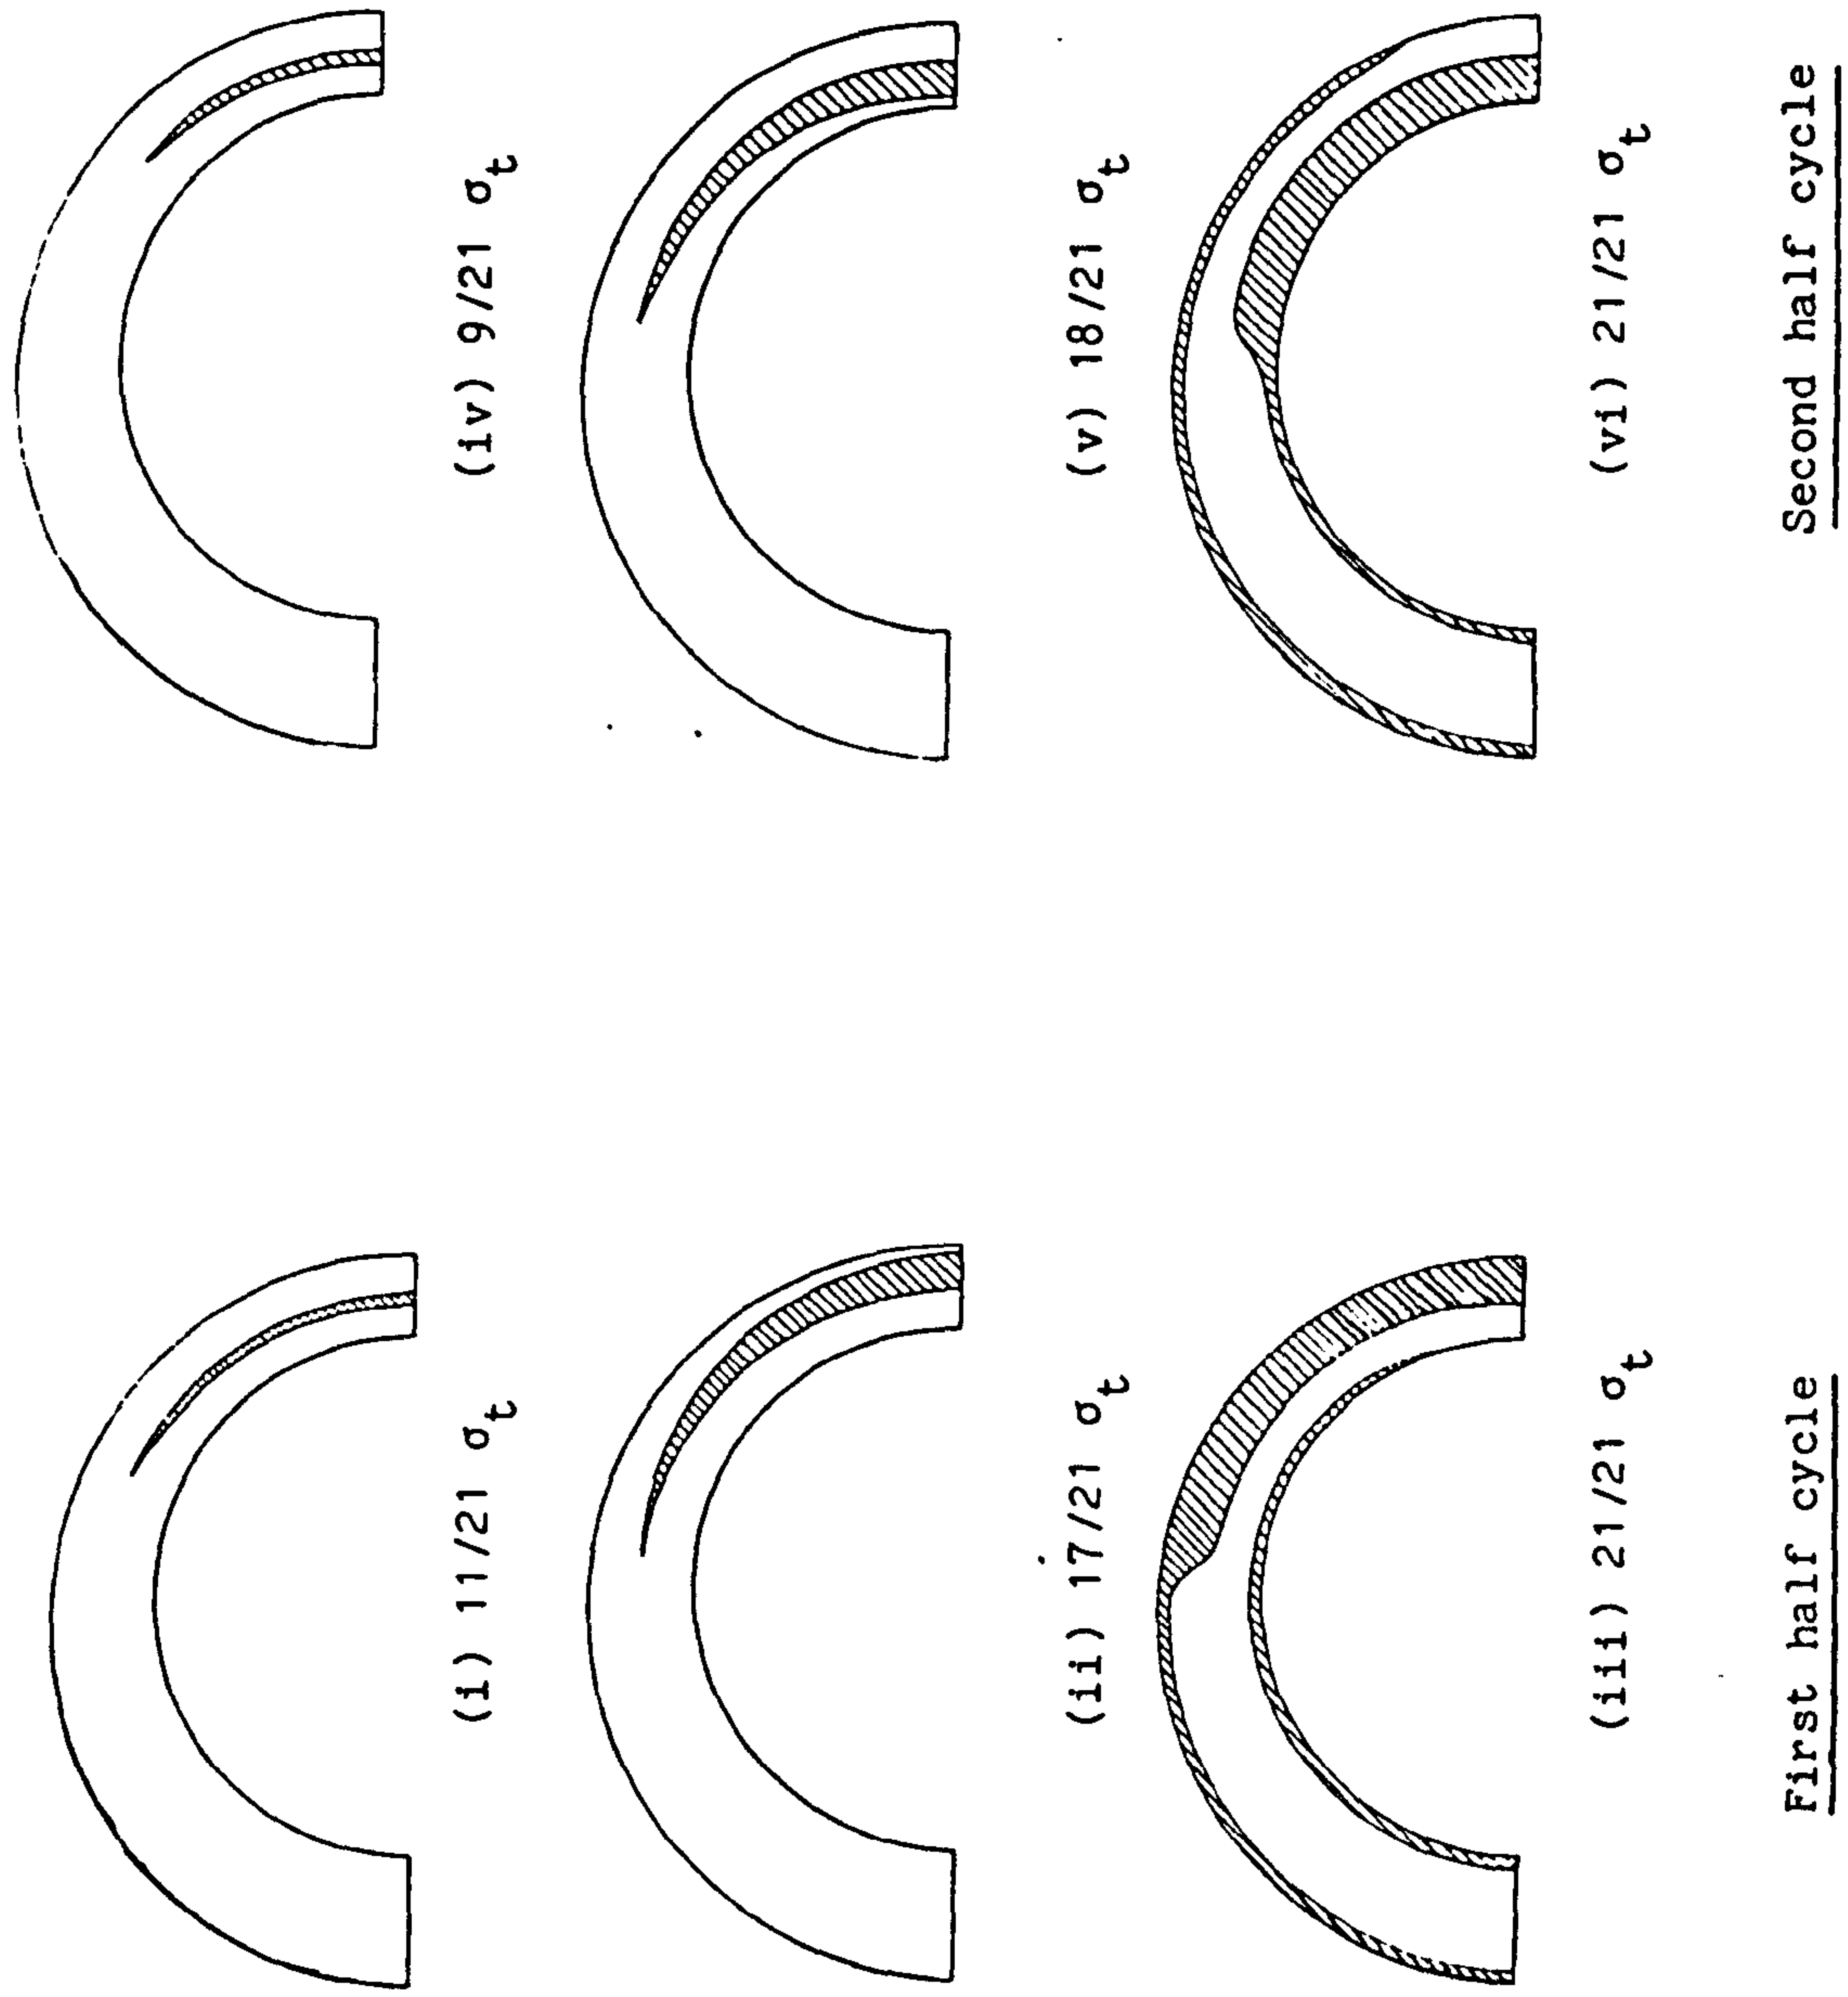 (i) 11/21 σt
(ii) 17/21 σt
(iii) 21/21 σt
First half cycle
(iv) 9/21 σt
(v) 18/21 σt
(vi) 21/21 σt
Second half cycle